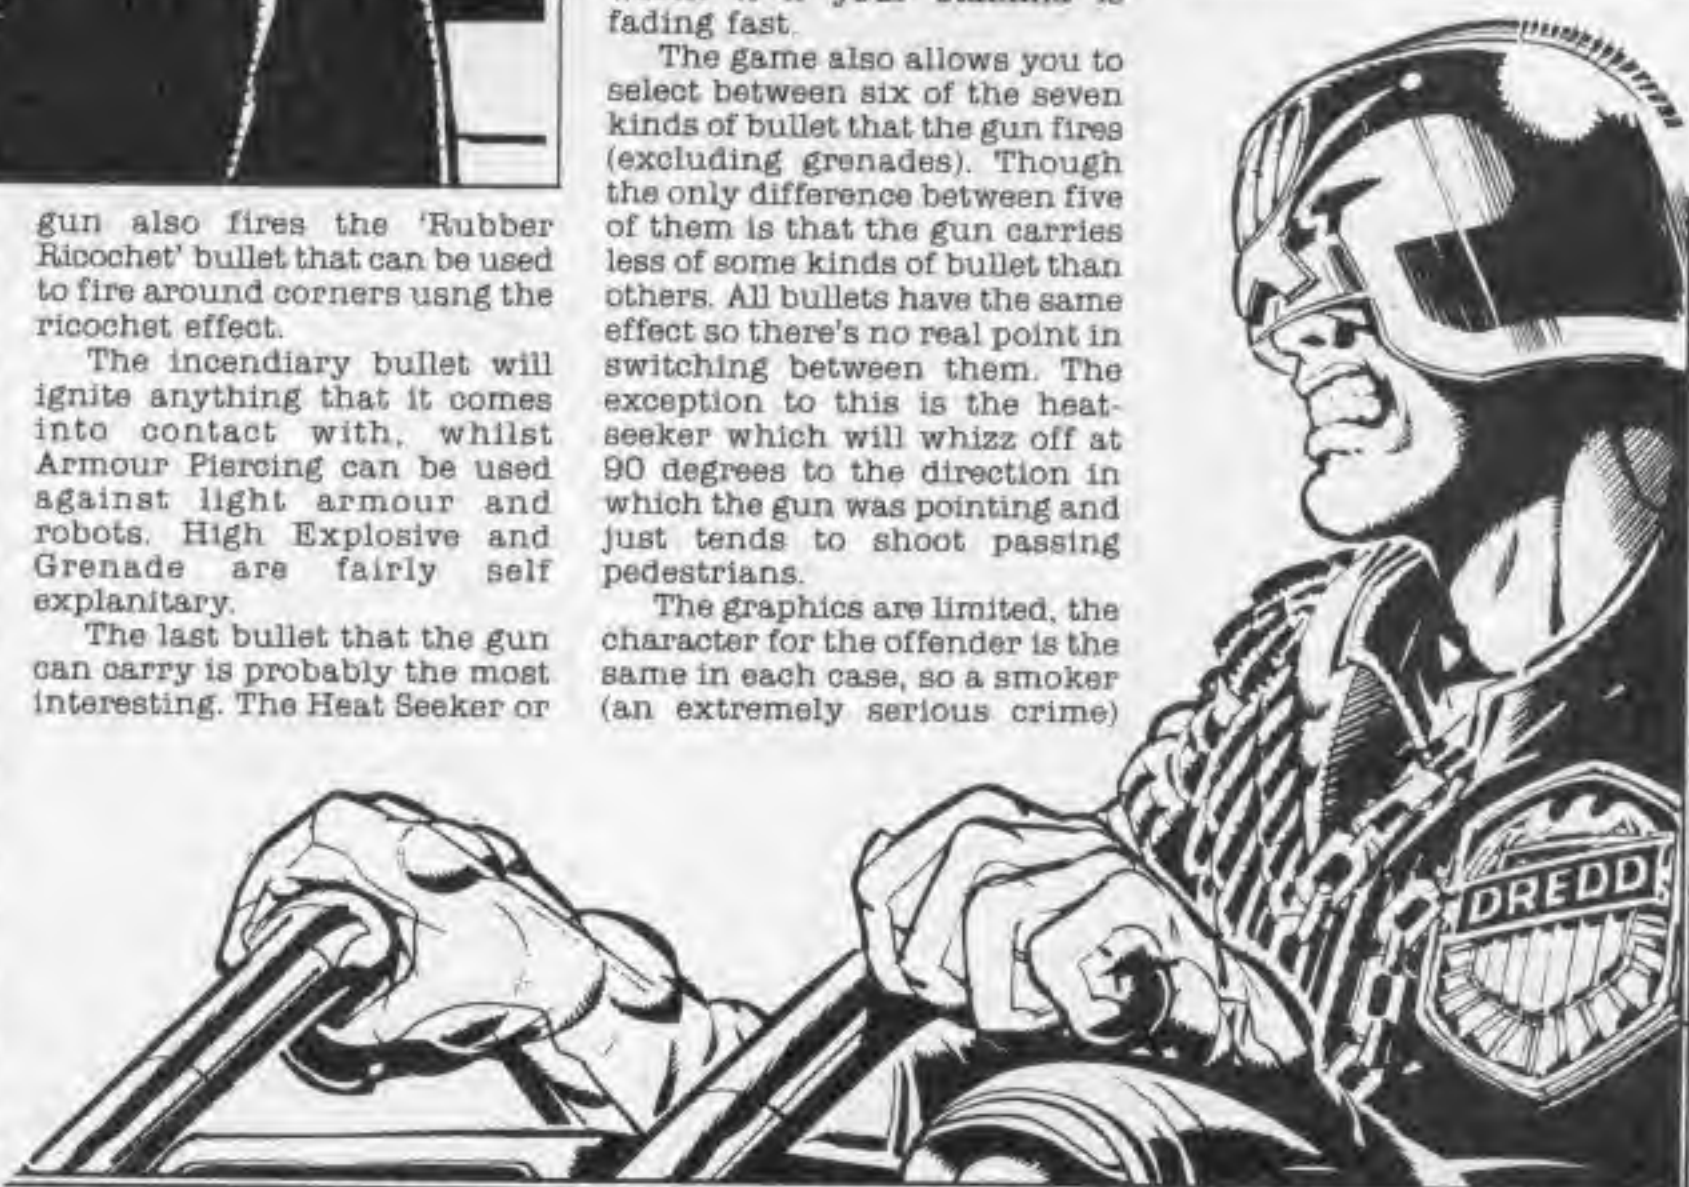 gun also fires the 'Rubber
Ricochet' bullet that can be used
to fire around corners usng the
ricochet effect.
The incendiary bullet will
ignite anything that it comes
into contact with, whilst
Armour Piercing can be used
against light armour and
robots. High Explosive and
Grenade are fairly self
explanitary.
The last bullet that the gun
can carry is probably the most
interesting. The Heat Seeker or
is
fading fast.
The game also allows you to
select between six of the seven
kinds of bullet that the gun fires
(excluding grenades). Though
the only difference between five
of them is that the gun carries
less of some kinds of bullet than
others. All bullets have the same
effect so there's no real point in
switching between them. The
exception to this is the heat-
seeker which will whizz off at
90 degrees to the direction in
which the gun was pointing and
just tends to shoot passing
pedestrians.
The graphics are limited, the
character for the offender is the
same in each case, so a smoker
(an extremely serious crime)
DREDD